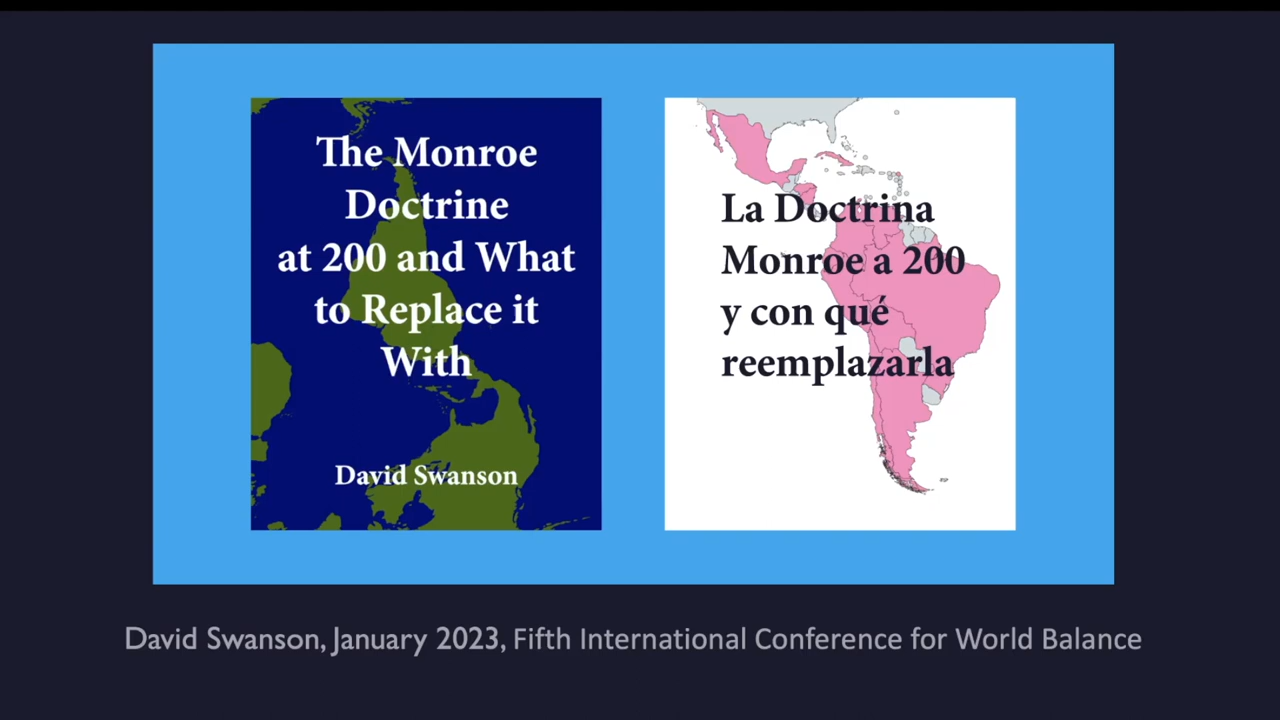 The Monroe
Doctrine
at 200 and What
to Replace it
With
David Swanson
La Doctrina
Monroe a 200
y con qué
reemplazarla
David Swanson, January 2023, Fifth International Conference for World Balance